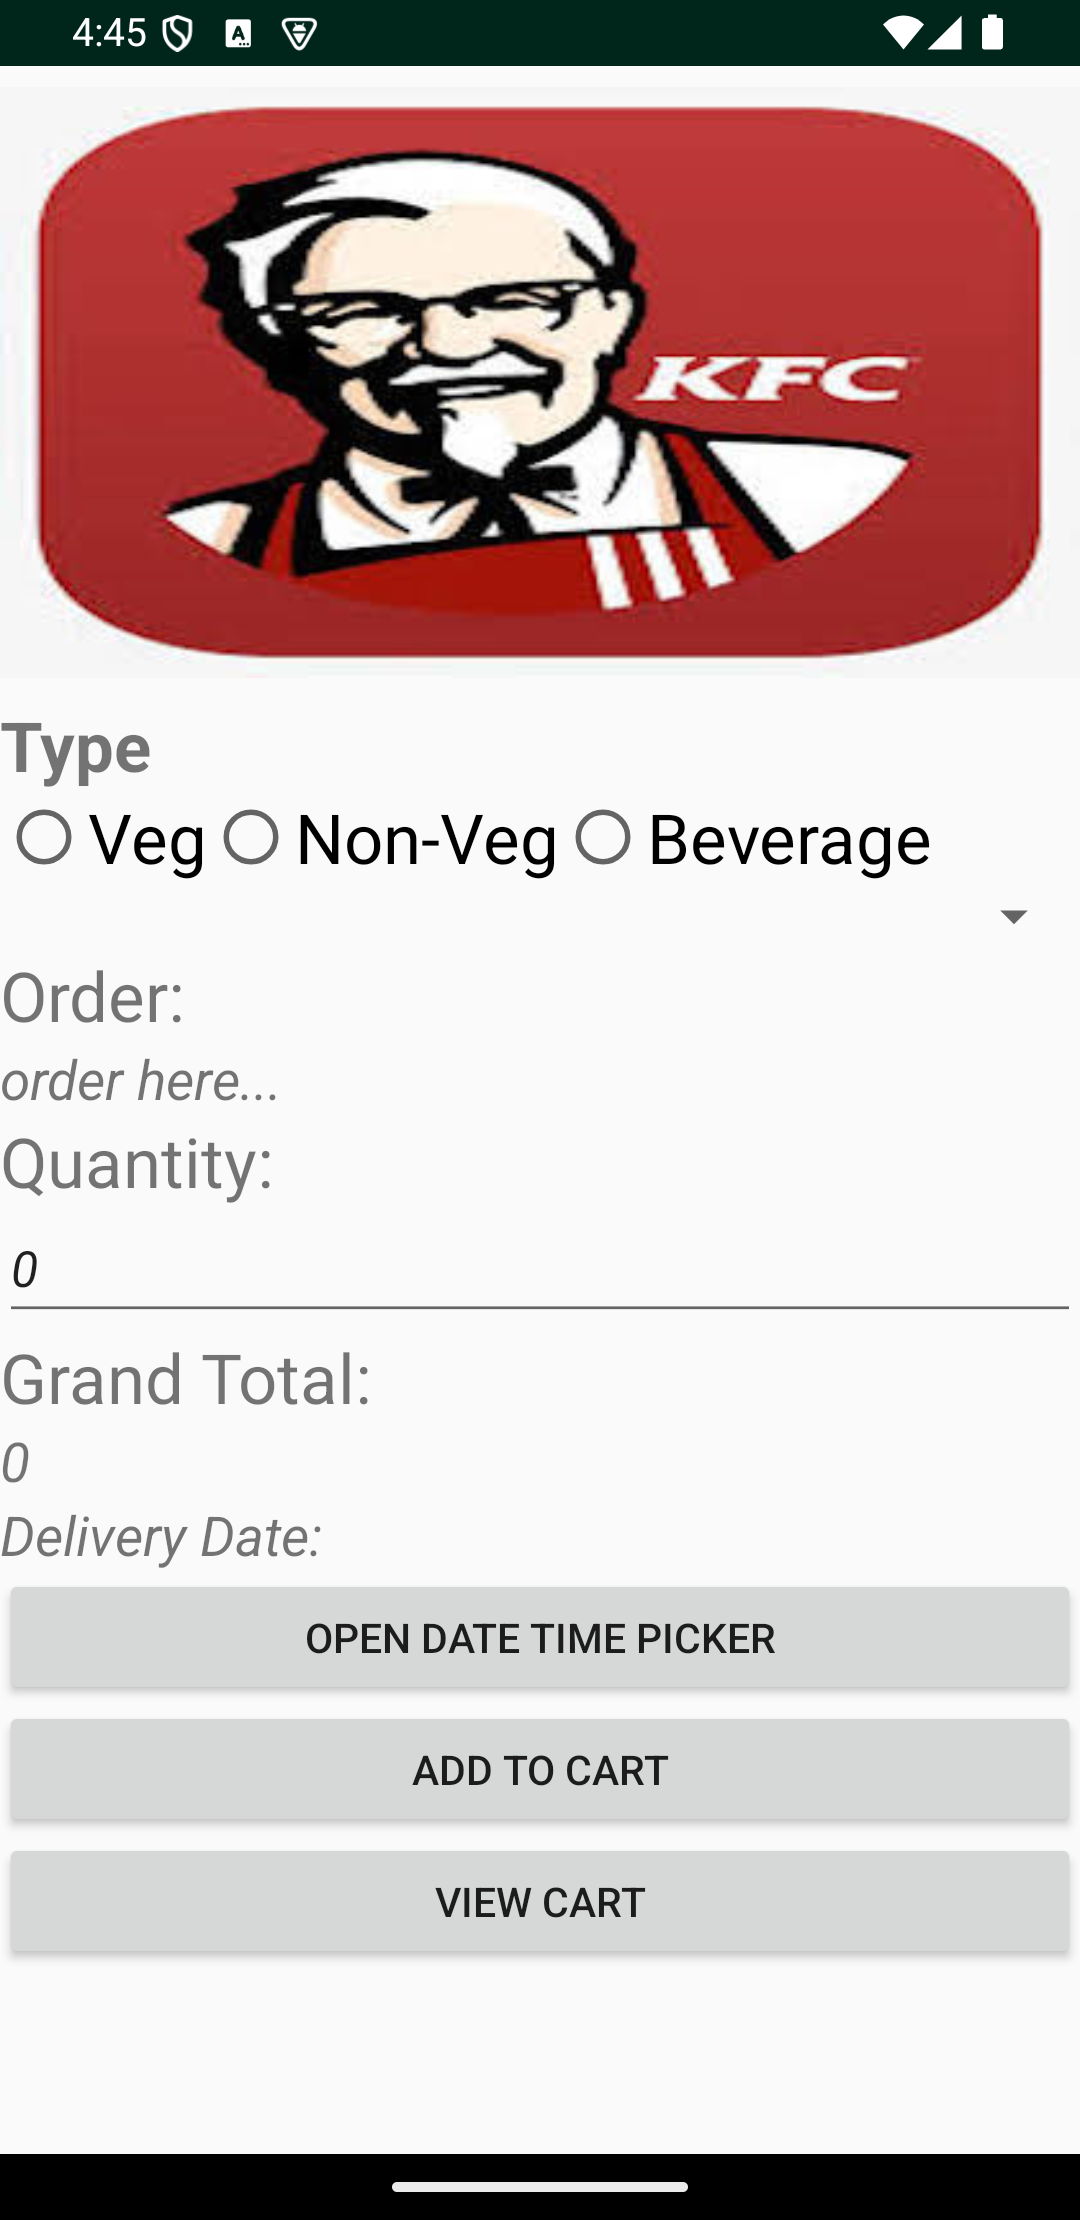 4:45
KFC
Type
Veg Non-Veg Beverage
Order:
order here...
Quantity:
0
Grand Total:
0
Delivery Date:
OPEN DATE TIME PICKER
ADD TO CART
VIEW CART